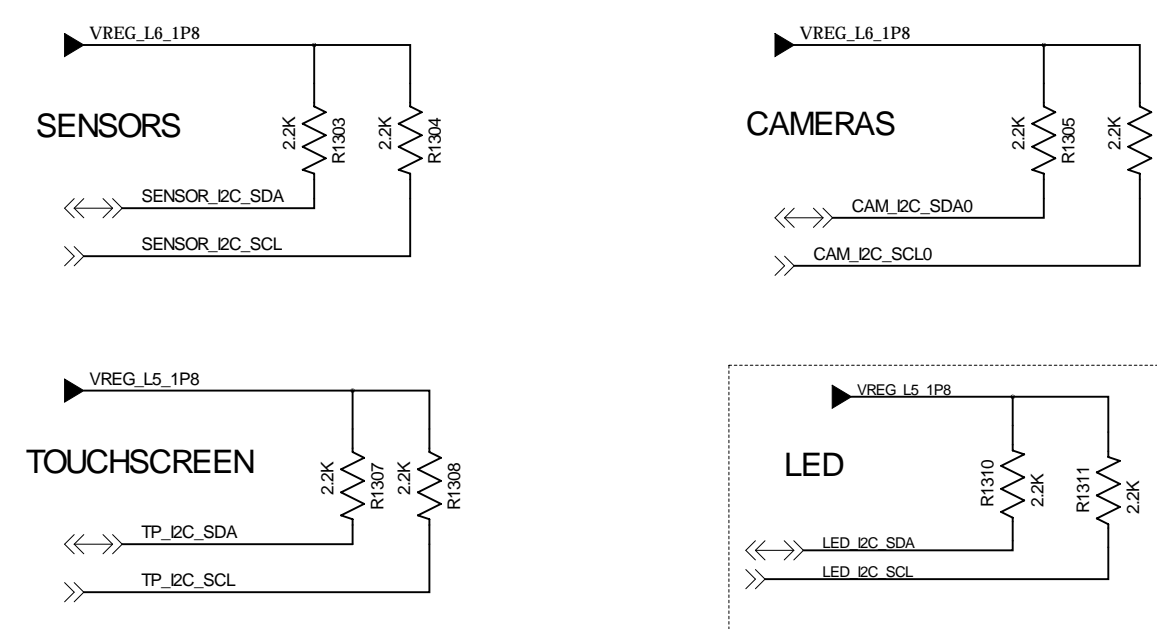 VREG_L6_1P8
SENSORS
2.2K
R1303
2.2K
R1304
SENSOR_I2C_SDA
SENSOR_I2C_SCL
VREG_L6_1P8
CAMERAS
2.2K
R1305
2.2K
CAM_I2C_SDA0
CAM_I2C_SCL0
VREG_L5_1P8
TOUCHSCREEN
2.2K
R1307
2.2K
R1308
TP_I2C_SDA
TP_I2C_SCL
VREG_L5_1P8
LED
R1310
2.2K
R1311
2.2K
LED_I2C_SDA
LED_I2C_SCL